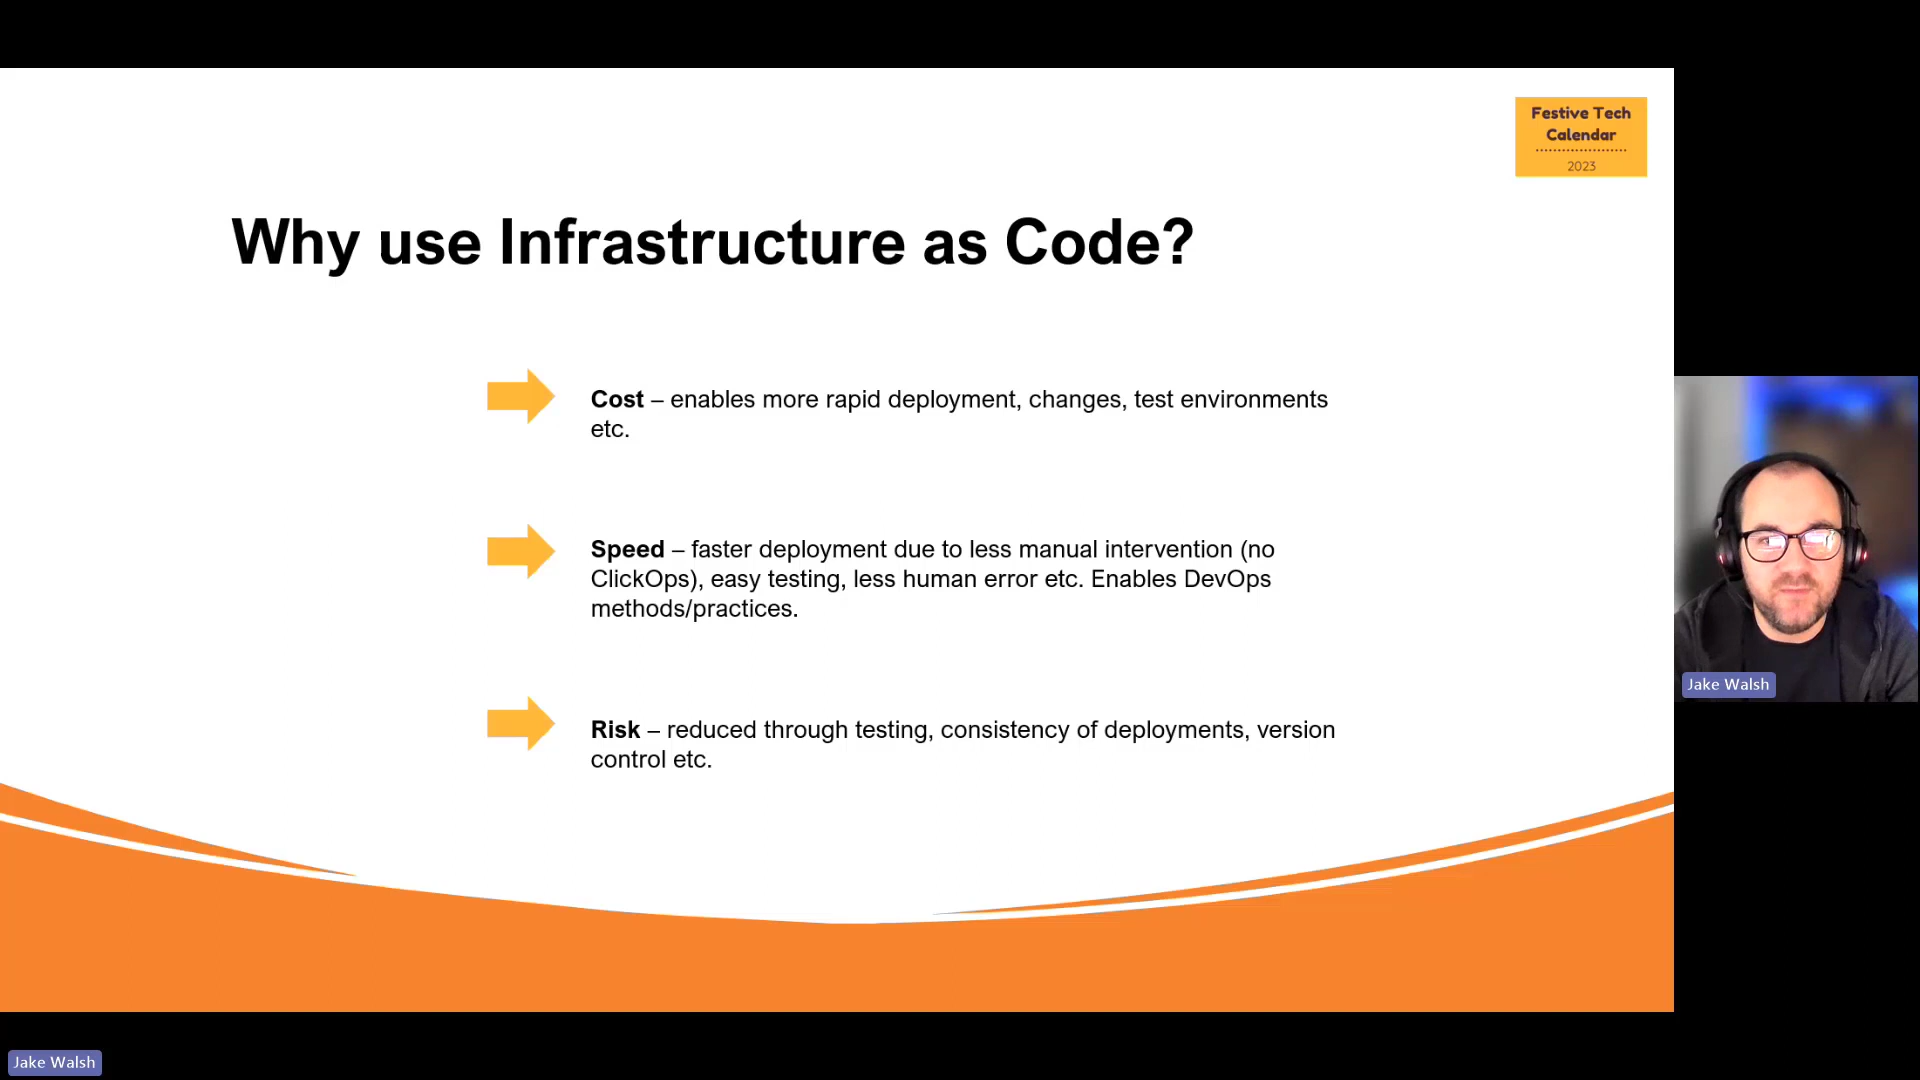 Festive Tech
Calendar
2023
Why use Infrastructure as Code?
Cost – enables more rapid deployment, changes, test environments
etc.
Speed – faster deployment due to less manual intervention (no
ClickOps), easy testing, less human error etc. Enables DevOps
methods/practices.
Risk – reduced through testing, consistency of deployments, version
control etc.
Jake Walsh
Jake Walsh